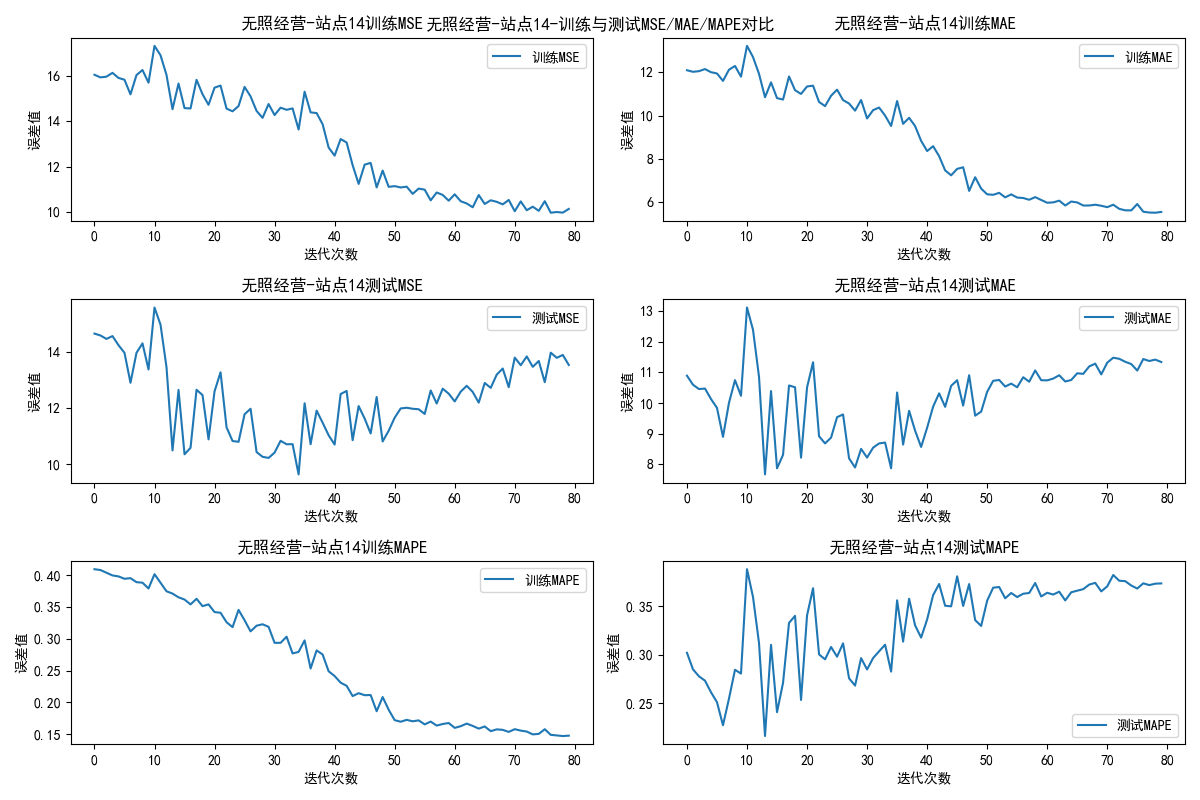 无照经营-站点14-训练与测试MSE/MAE/MAPE对比
无照经营-站点14训练MSE
训练MSE
误差值
16
14
12
10
0 10 20 30 40 50 60 70 80
迭代次数
无照经营-站点14训练MAE
训练MAE
误差值
12
10
8
6
0 10 20 30 40 50 60 70 80
迭代次数
无照经营-站点14测试MSE
测试MSE
误差值
14
12
10
0 10 20 30 40 50 60 70 80
迭代次数
无照经营-站点14测试MAE
测试MAE
误差值
13
12
11
10
9
8
0 10 20 30 40 50 60 70 80
迭代次数
无照经营-站点14训练MAPE
训练MAPE
误差值
0.40
0.35
0.30
0.25
0.20
0.15
0 10 20 30 40 50 60 70 80
迭代次数
无照经营-站点14测试MAPE
测试MAPE
误差值
0.35
0.30
0.25
0 10 20 30 40 50 60 70 80
迭代次数